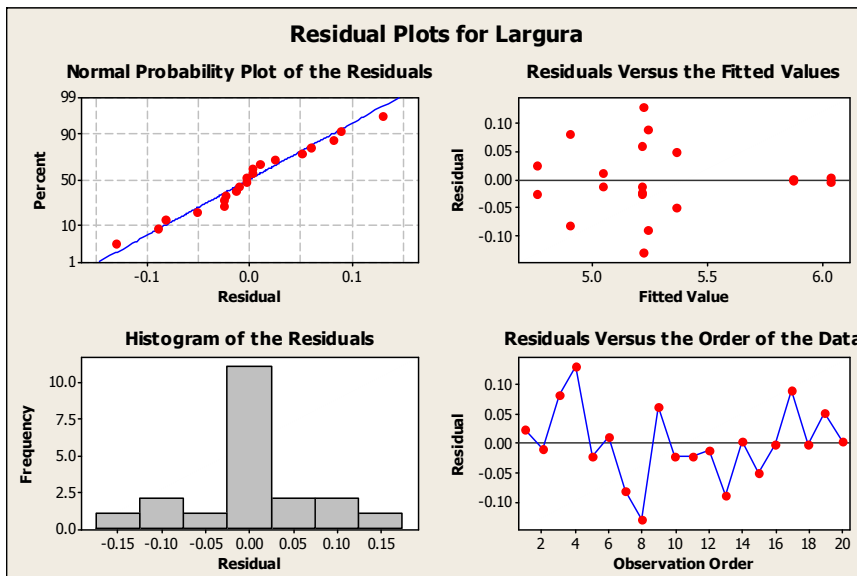 Residual Plots for Largura
Normal Probability Plot of the Residuals
99
90
50
10
1
Percent
-0.1 0.0 0.1
Residual
Residuals Versus the Fitted Values
0.10
0.05
0.00
-0.05
-0.10
Residual
5.0 5.5 6.0
Fitted Value
Histogram of the Residuals
10.0
7.5
5.0
2.5
0.0
Frequency
-0.15 -0.10 -0.05 0.00 0.05 0.10 0.15
Residual
Residuals Versus the Order of the Data
0.10
0.05
0.00
-0.05
-0.10
Residual
2 4 6 8 10 12 14 16 18 20
Observation Order